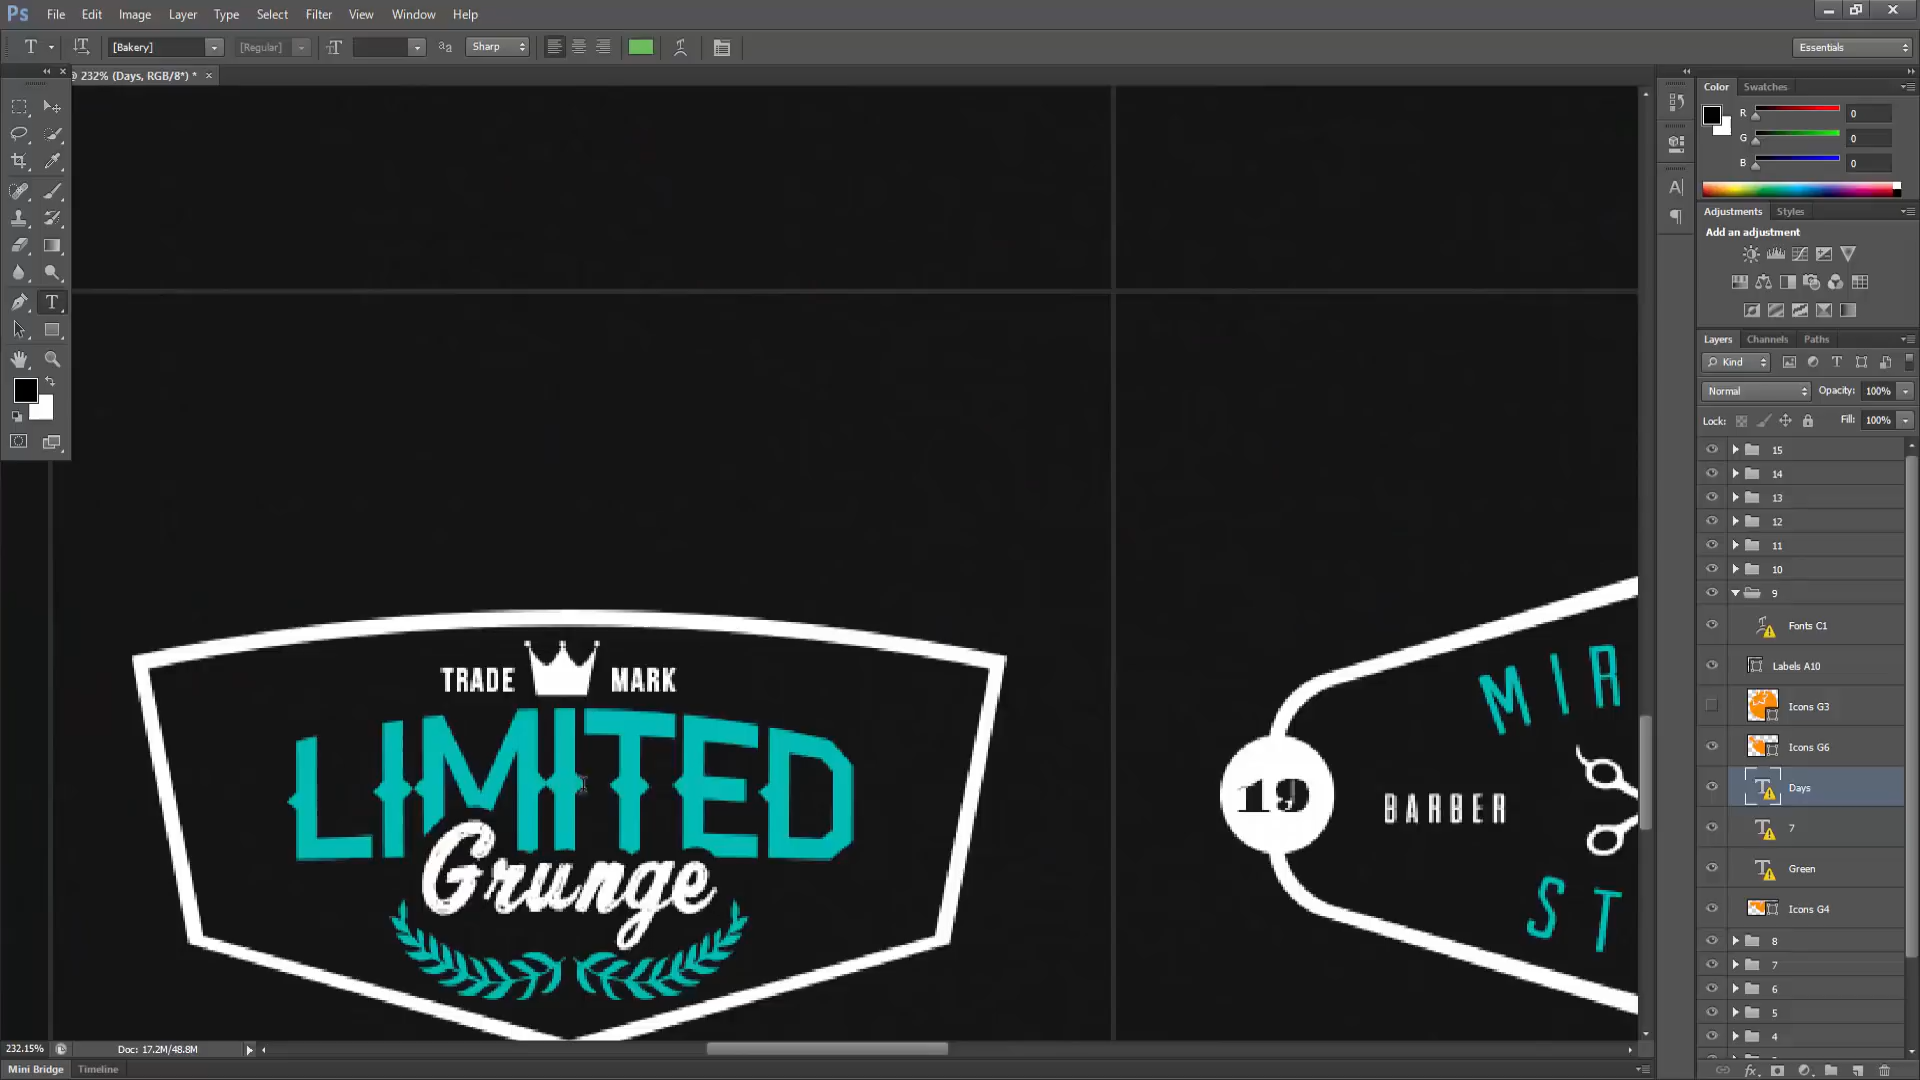 Ps File Edit Image Layer Type Select Filter View Window Help
T [Bakery] [Regular] Sharp Essentials
@ 232% (Days, RGB/8*) * ×
Color Swatches
R 0
G 0
B 0
Adjustments Styles
Add an adjustment
Layers Channels Paths
Kind
Normal Opacity: 100%
Lock: Fill: 100%
15
14
13
12
11
10
9
Fonts C1
Labels A10
Icons G3
Icons G6
Days
7
Green
Icons G4
8
7
6
5
4
TRADE MARK
LIMITED
Grunge
MIR
19
BARBER
ST
232.15% Doc: 17.2M/48.8M
Mini Bridge Timeline